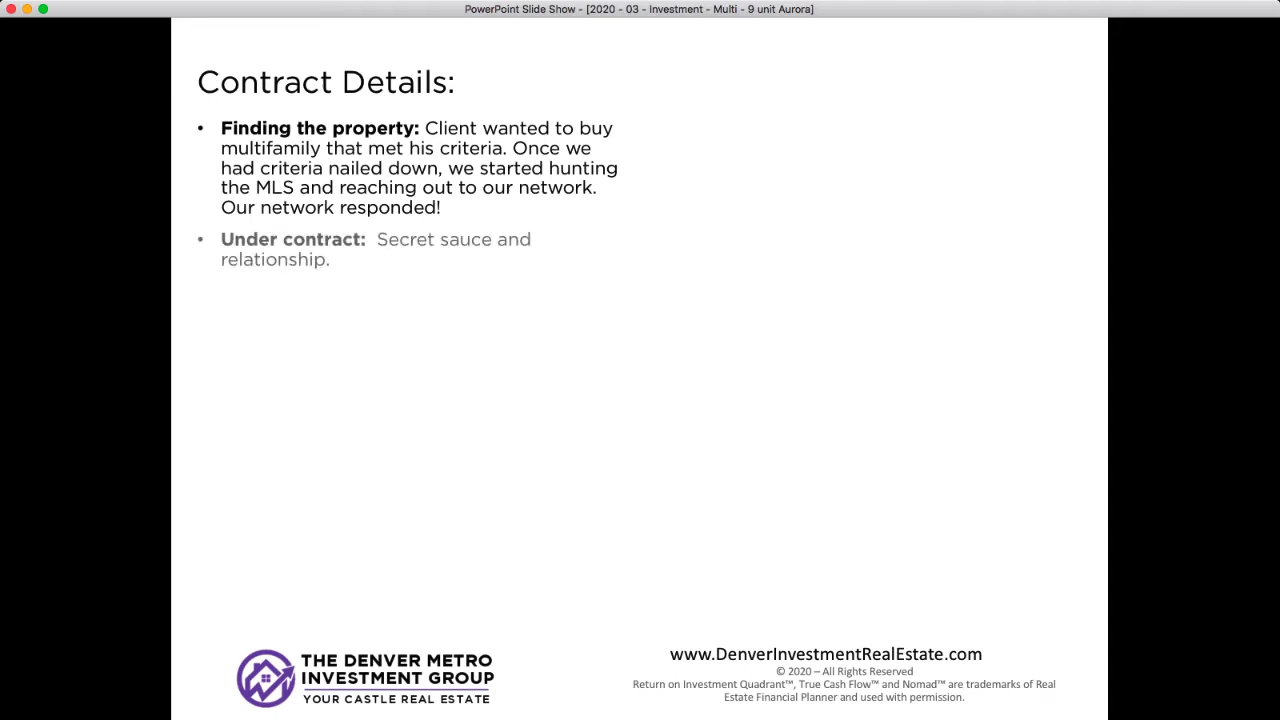 PowerPoint Slide Show - [2020 - 03 - Investment - Multi - 9 unit Aurora]
Contract Details:
• Finding the property: Client wanted to buy
multifamily that met his criteria. Once we
had criteria nailed down, we started hunting
the MLS and reaching out to our network.
Our network responded!
• Under contract: Secret sauce and
relationship.
THE DENVER METRO
INVESTMENT GROUP
YOUR CASTLE REAL ESTATE
www.DenverInvestmentRealEstate.com
© 2020 – All Rights Reserved
Return on Investment Quadrant™, True Cash Flow™ and Nomad™ are trademarks of Real
Estate Financial Planner and used with permission.